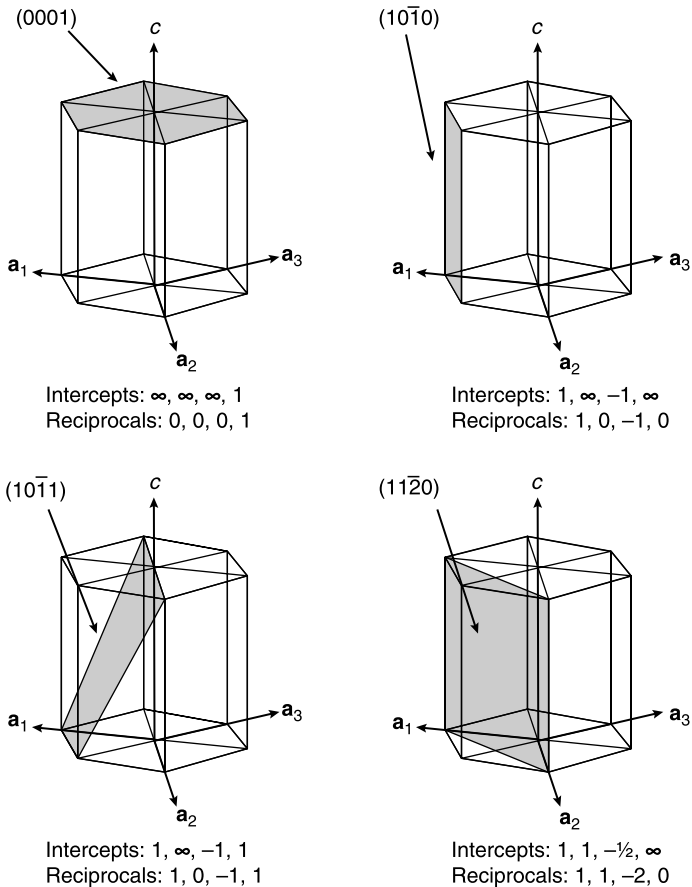 (0001)
c
a₁
a₃
a₂
Intercepts: ∞, ∞, ∞, 1
Reciprocals: 0, 0, 0, 1
(101̅0)
c
a₁
a₃
a₂
Intercepts: 1, ∞, –1, ∞
Reciprocals: 1, 0, –1, 0
(101̅1)
c
a₁
a₃
a₂
Intercepts: 1, ∞, –1, 1
Reciprocals: 1, 0, –1, 1
(112̅0)
c
a₁
a₃
a₂
Intercepts: 1, 1, –½, ∞
Reciprocals: 1, 1, –2, 0